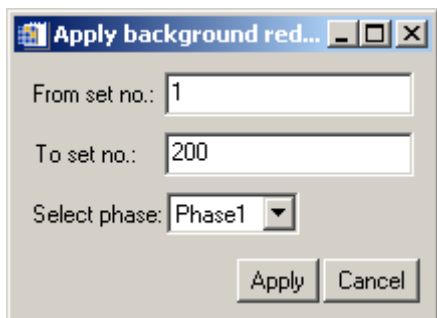 Apply background red...
From set no.: 1
To set no.: 200
Select phase: Phase1
Apply Cancel